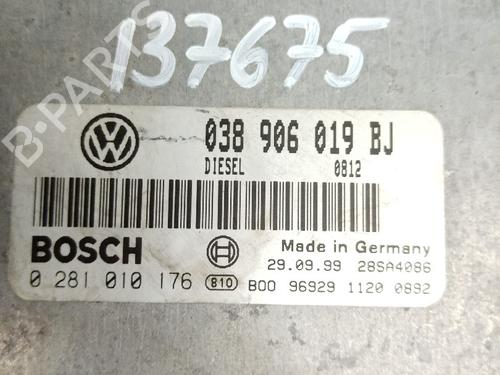 137675
038 906 019 BJ
DIESEL 0812
BOSCH Made in Germany
29.09.99 28SA4086
0 281 010 176 B10 B00 96929 1120 0892
B-PARTS